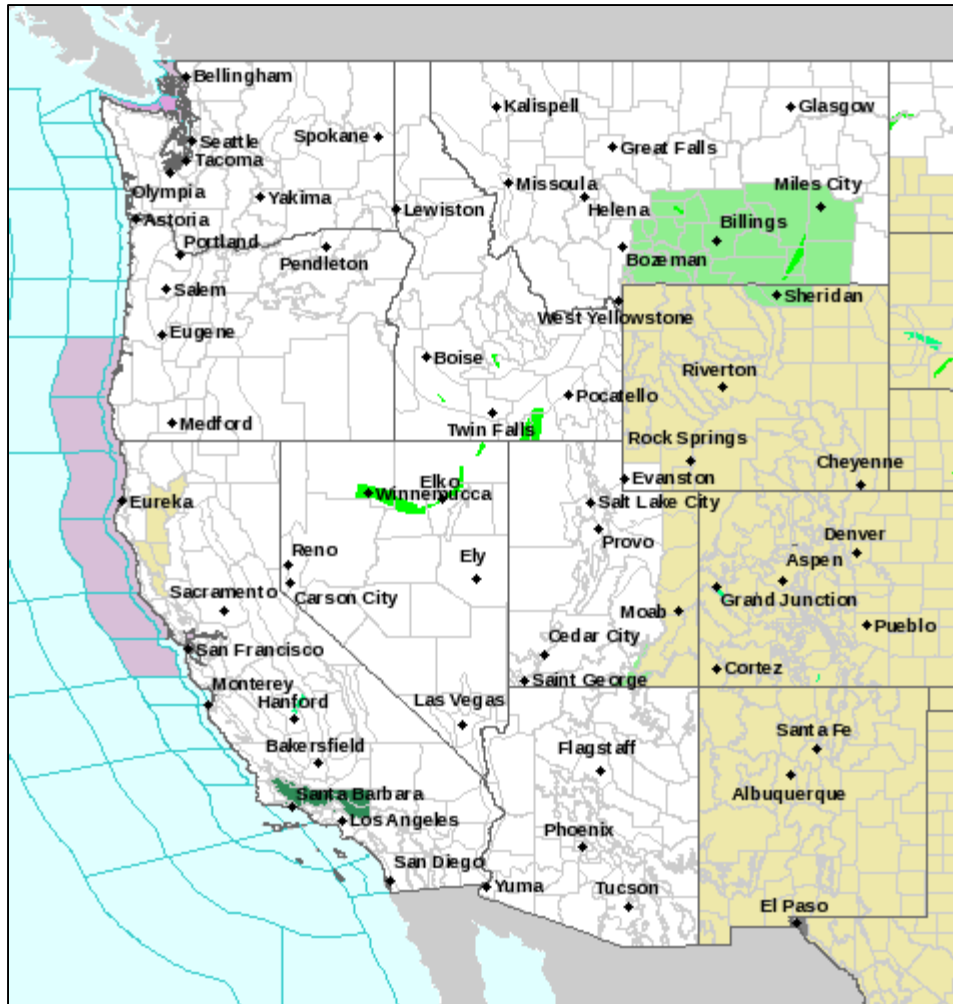 Bellingham
Kalispell
Glasgow
Spokane
Seattle
Great Falls
Tacoma
Olympia
Missoula
Miles City
Yakima
Lewiston
Helena
Astoria
Billings
Portland
Pendleton
Bozeman
Salem
Sheridan
West Yellowstone
Eugene
Boise
Riverton
Pocatello
Medford
Twin Falls
Rock Springs
Cheyenne
Elko
Evanston
Winnemucca
Eureka
Salt Lake City
Denver
Provo
Reno
Ely
Aspen
Carson City
Grand Junction
Sacramento
Moab
Pueblo
Cedar City
San Francisco
Cortez
Saint George
Monterey
Hanford
Las Vegas
Santa Fe
Bakersfield
Flagstaff
Albuquerque
Santa Barbara
Los Angeles
Phoenix
San Diego
Yuma
Tucson
El Paso